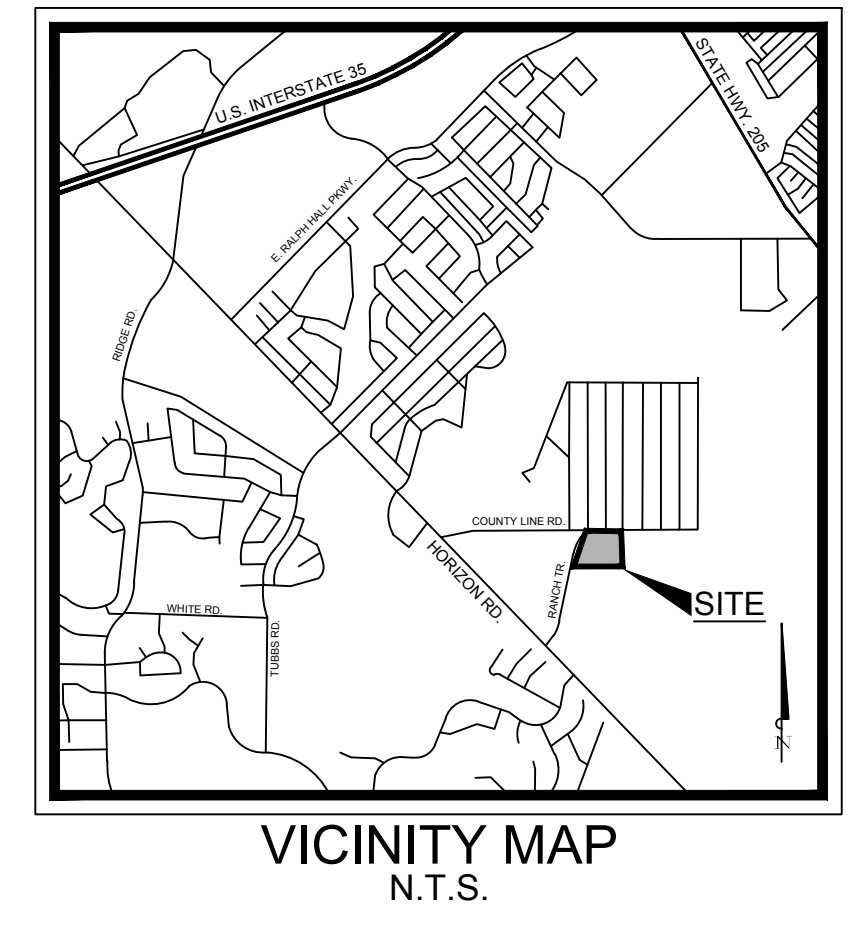 U.S. INTERSTATE 35
STATE HWY. 205
E. RALPH HALL PKWY.
RIDGE RD.
COUNTY LINE RD.
HORIZON RD.
RANCH TR.
SITE
WHITE RD.
TUBBS RD.
N
VICINITY MAP
N.T.S.